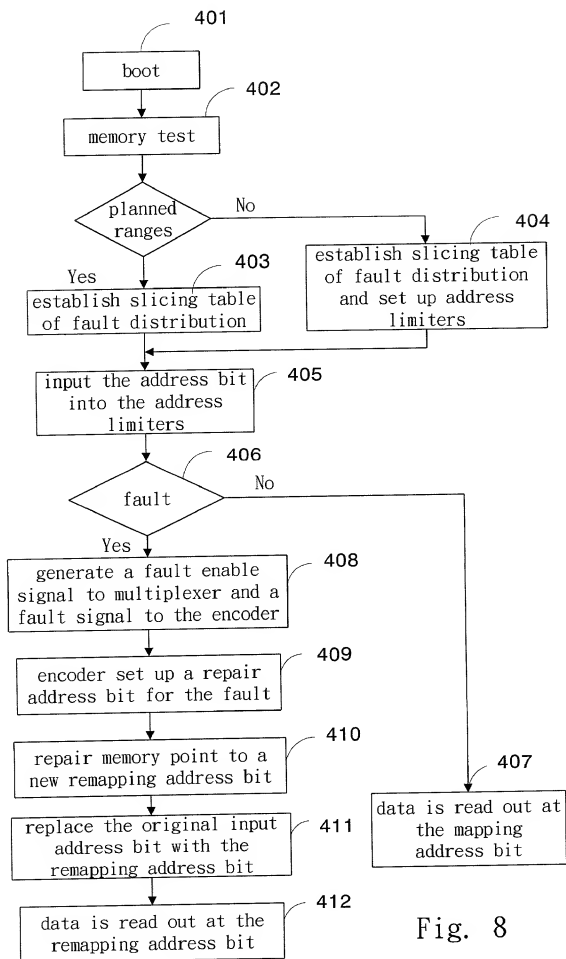 401
boot
402
memory test
planned
ranges
No
404
establish slicing table
of fault distribution
and set up address
limiters
Yes
403
establish slicing table
of fault distribution
input the address bit
into the address
limiters
405
406
fault
No
Yes
generate a fault enable
signal to multiplexer and a
fault signal to the encoder
408
encoder set up a repair
address bit for the fault
409
repair memory point to a
new remapping address bit
410
407
data is read out at
the mapping
address bit
replace the original input
address bit with the
remapping address bit
411
data is read out at the
remapping address bit
412
Fig. 8